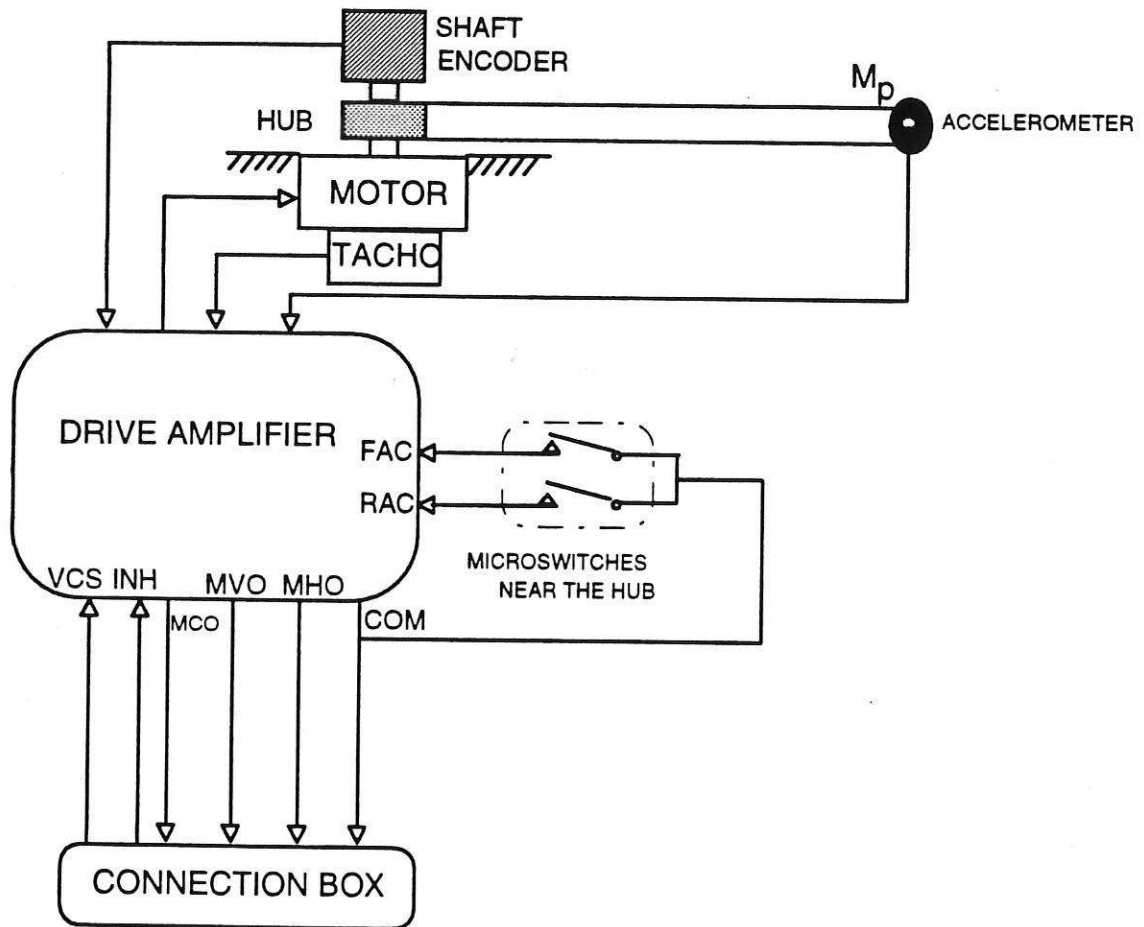 SHAFT
ENCODER
Mp
HUB
ACCELEROMETER
MOTOR
TACHO
DRIVE AMPLIFIER
FAC
RAC
MICROSWITCHES
NEAR THE HUB
VCS INH MVO MHO
MCO COM
CONNECTION BOX